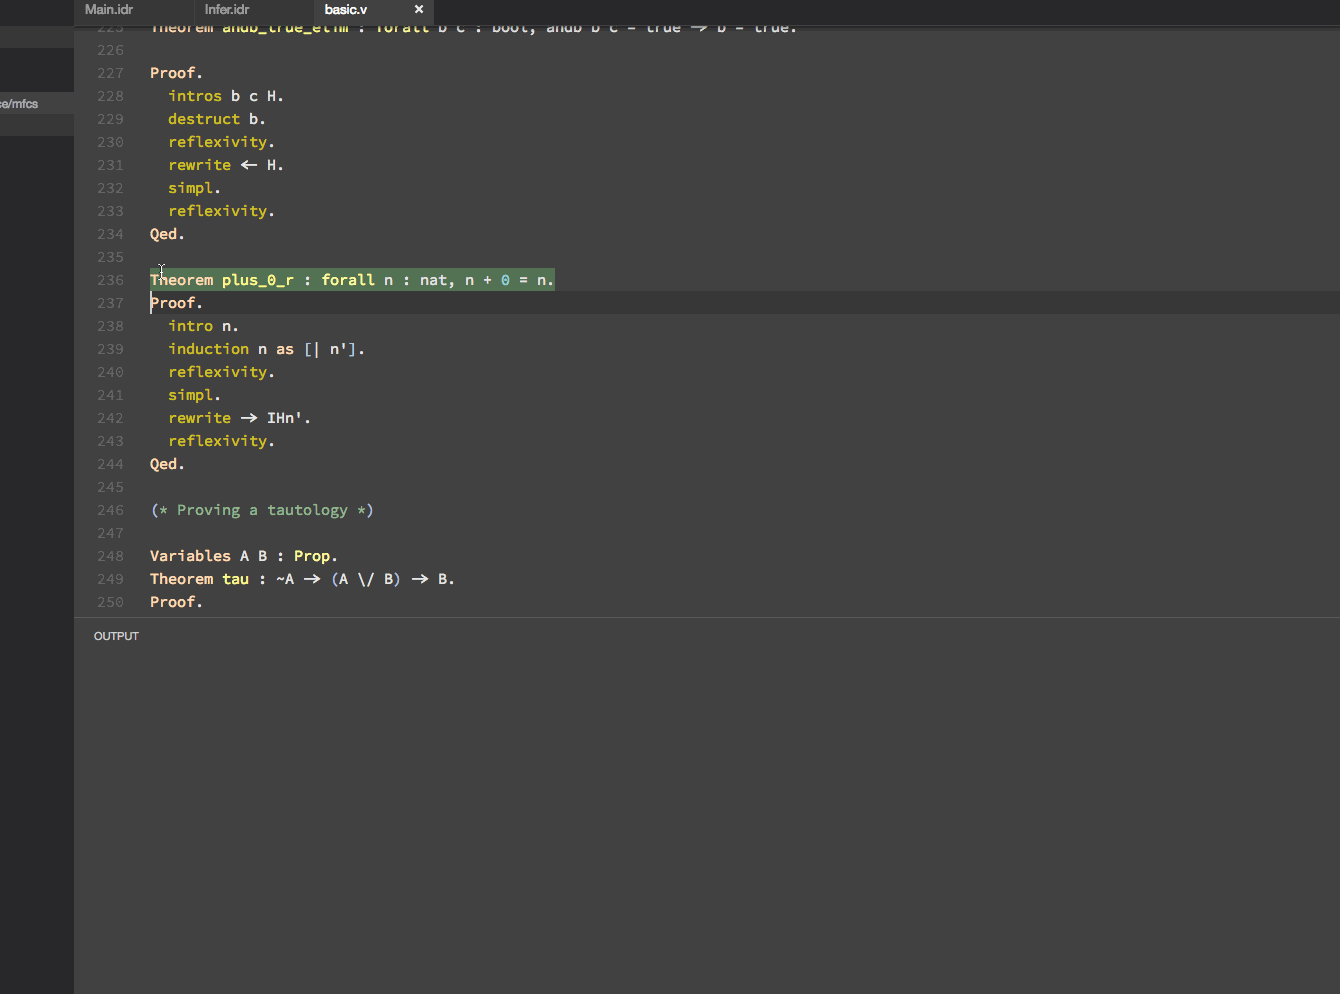 Main.idr Infer.idr basic.v ×
ce/mfcs
225 Theorem andb_true_elim : forall b c : bool, andb b c = true → b = true.
226
227 Proof.
228 intros b c H.
229 destruct b.
230 reflexivity.
231 rewrite ← H.
232 simpl.
233 reflexivity.
234 Qed.
235
236 Theorem plus_0_r : forall n : nat, n + 0 = n.
237 Proof.
238 intro n.
239 induction n as [| n'].
240 reflexivity.
241 simpl.
242 rewrite → IHn'.
243 reflexivity.
244 Qed.
245
246 (* Proving a tautology *)
247
248 Variables A B : Prop.
249 Theorem tau : ~A → (A \/ B) → B.
250 Proof.
OUTPUT